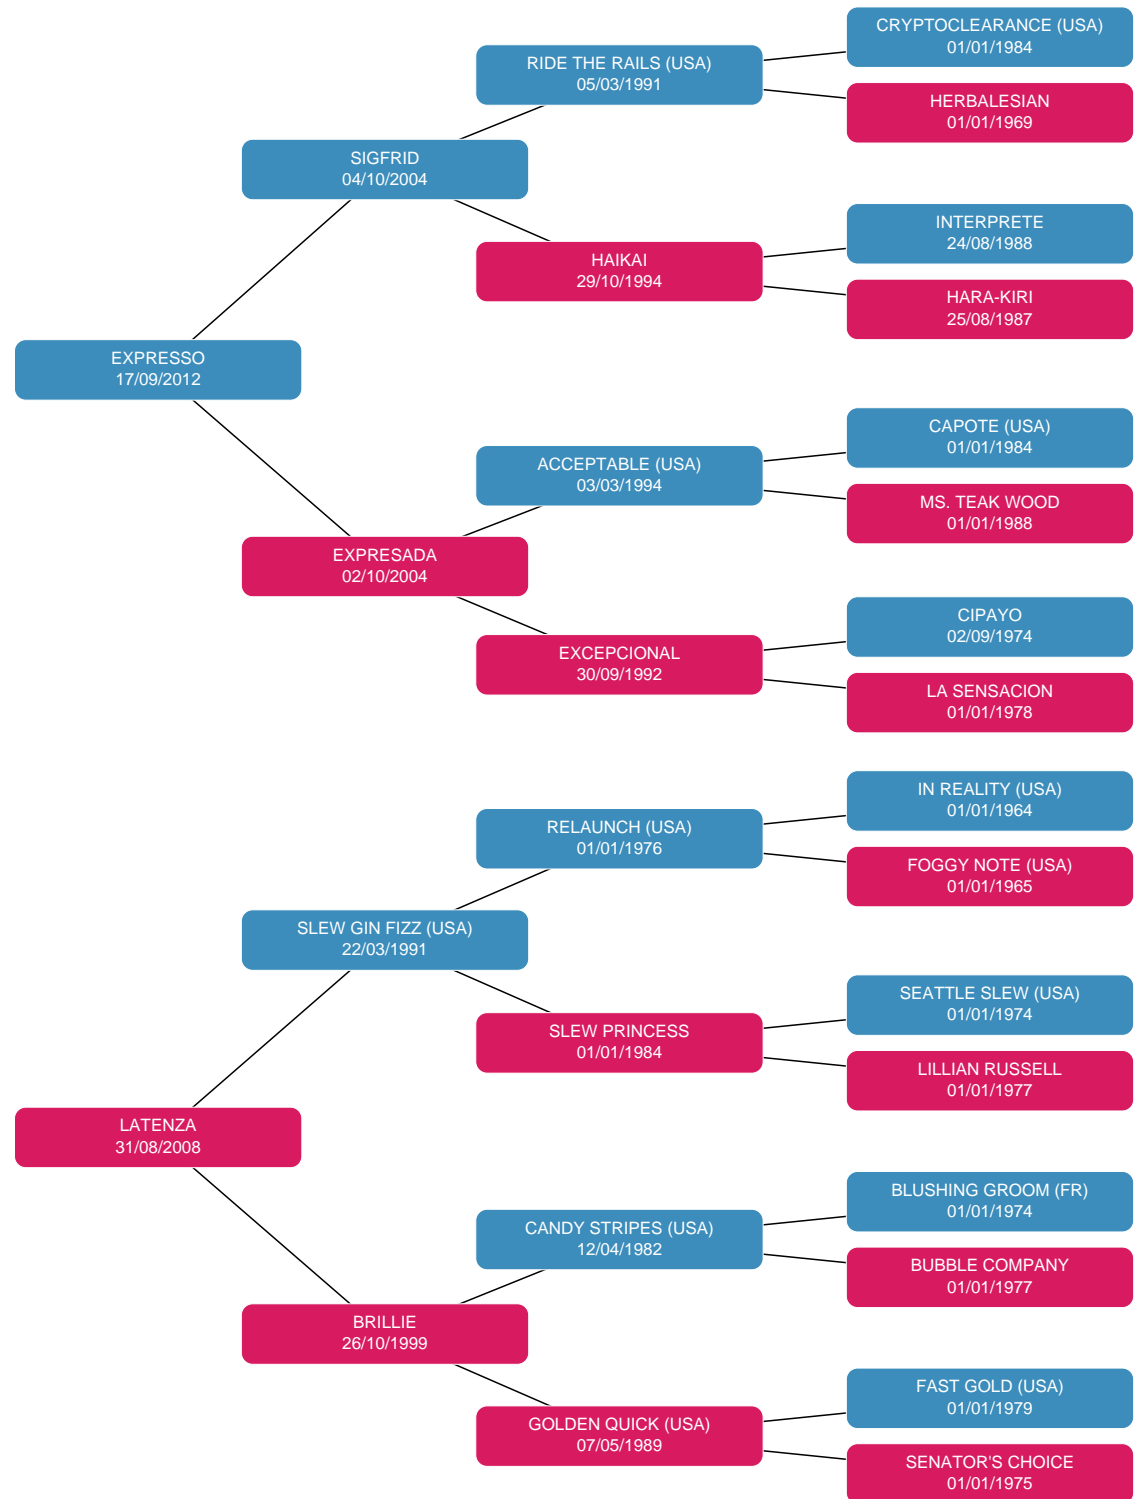 CRYPTOCLEARANCE (USA)
01/01/1984
RIDE THE RAILS (USA)
05/03/1991
HERBALESIAN
01/01/1969
SIGFRID
04/10/2004
INTERPRETE
24/08/1988
HAIKAI
29/10/1994
HARA-KIRI
25/08/1987
EXPRESSO
17/09/2012
CAPOTE (USA)
01/01/1984
ACCEPTABLE (USA)
03/03/1994
MS. TEAK WOOD
01/01/1988
EXPRESADA
02/10/2004
CIPAYO
02/09/1974
EXCEPCIONAL
30/09/1992
LA SENSACION
01/01/1978
IN REALITY (USA)
01/01/1964
RELAUNCH (USA)
01/01/1976
FOGGY NOTE (USA)
01/01/1965
SLEW GIN FIZZ (USA)
22/03/1991
SEATTLE SLEW (USA)
01/01/1974
SLEW PRINCESS
01/01/1984
LILLIAN RUSSELL
01/01/1977
LATENZA
31/08/2008
BLUSHING GROOM (FR)
01/01/1974
CANDY STRIPES (USA)
12/04/1982
BUBBLE COMPANY
01/01/1977
BRILLIE
26/10/1999
FAST GOLD (USA)
01/01/1979
GOLDEN QUICK (USA)
07/05/1989
SENATOR'S CHOICE
01/01/1975